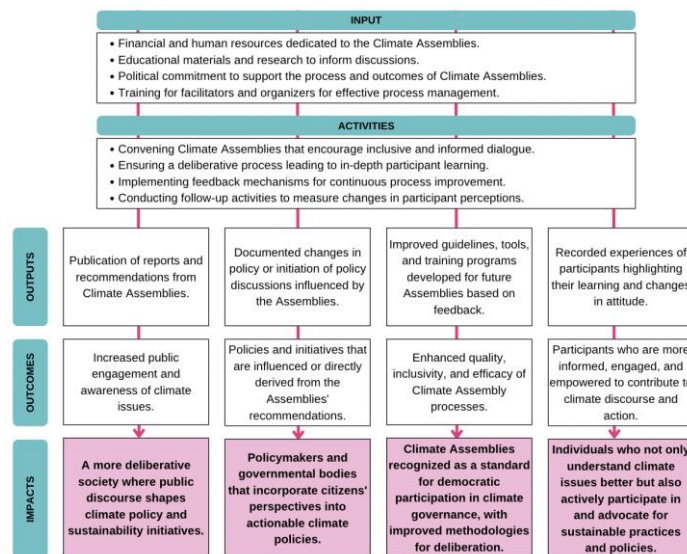 INPUT
• Financial and human resources dedicated to the Climate Assemblies.
• Educational materials and research to inform discussions.
• Political commitment to support the process and outcomes of Climate Assemblies.
• Training for facilitators and organizers for effective process management.
ACTIVITIES
• Convening Climate Assemblies that encourage inclusive and informed dialogue.
• Ensuring a deliberative process leading to in-depth participant learning.
• Implementing feedback mechanisms for continuous process improvement.
• Conducting follow-up activities to measure changes in participant perceptions.
OUTPUTS
Publication of reports and
recommendations from
Climate Assemblies.
Documented changes in
policy or initiation of policy
discussions influenced by
the Assemblies.
Improved guidelines, tools,
and training programs
developed for future
Assemblies based on
feedback.
Recorded experiences of
participants highlighting
their learning and changes
in attitude.
OUTCOMES
Increased public
engagement and
awareness of climate
issues.
Policies and initiatives that
are influenced or directly
derived from the
Assemblies'
recommendations.
Enhanced quality,
inclusivity, and efficacy of
Climate Assembly
processes.
Participants who are more
informed, engaged, and
empowered to contribute to
climate discourse and
action.
IMPACTS
A more deliberative
society where public
discourse shapes
climate policy and
sustainability initiatives.
Policymakers and
governmental bodies
that incorporate citizens'
perspectives into
actionable climate
policies.
Climate Assemblies
recognized as a standard
for democratic
participation in climate
governance, with
improved methodologies
for deliberation.
Individuals who not only
understand climate
issues better but also
actively participate in
and advocate for
sustainable practices
and policies.